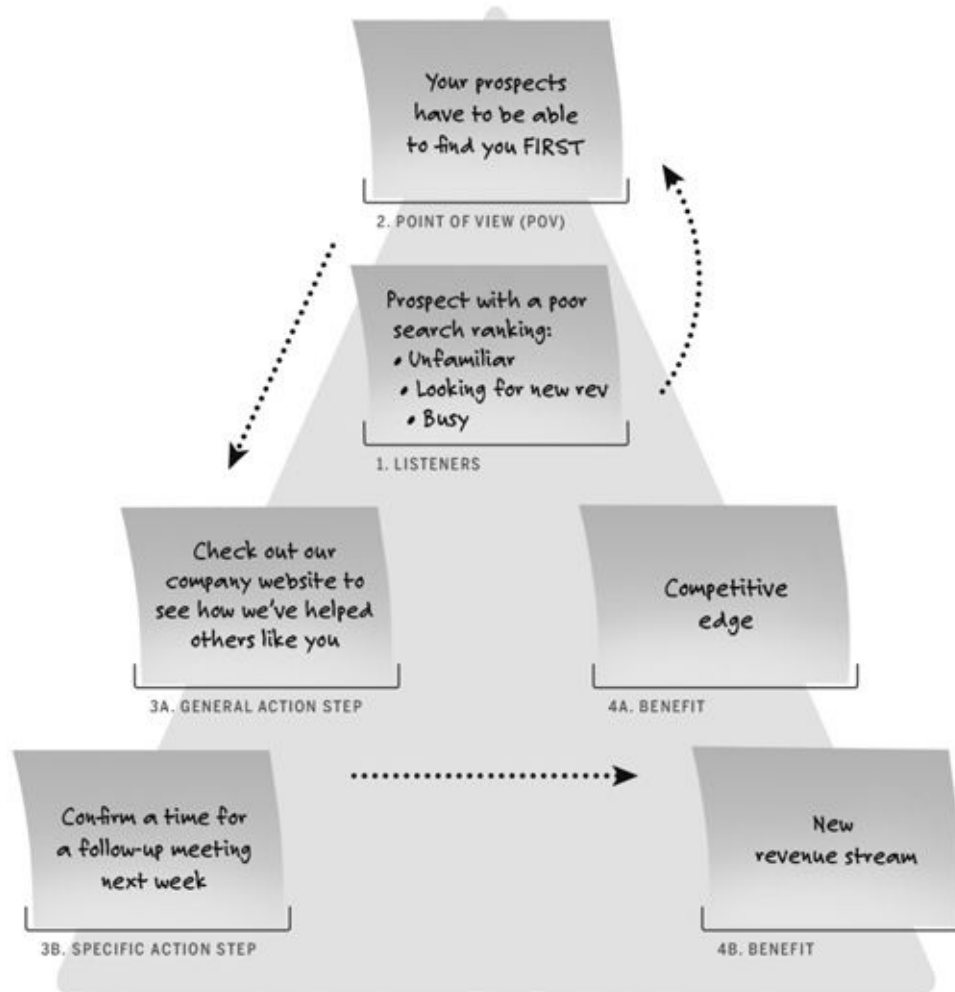 Your prospects
have to be able
to find you FIRST
2. POINT OF VIEW (POV)
Prospect with a poor
search ranking:
• Unfamiliar
• Looking for new rev
• Busy
1. LISTENERS
Check out our
company website to
see how we've helped
others like you
3A. GENERAL ACTION STEP
Competitive
edge
4A. BENEFIT
Confirm a time for
a follow-up meeting
next week
3B. SPECIFIC ACTION STEP
New
revenue stream
4B. BENEFIT